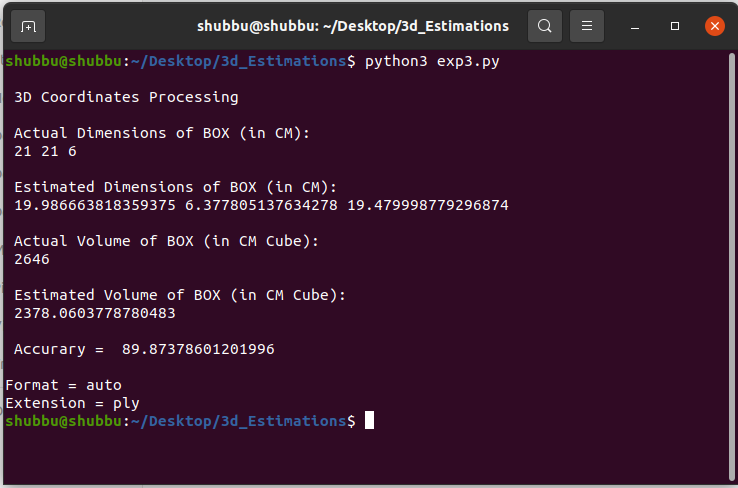 shubbu@shubbu: ~/Desktop/3d_Estimations
shubbu@shubbu:~/Desktop/3d_Estimations$ python3 exp3.py
3D Coordinates Processing
Actual Dimensions of BOX (in CM):
21 21 6
Estimated Dimensions of BOX (in CM):
19.986663818359375 6.377805137634278 19.479998779296874
Actual Volume of BOX (in CM Cube):
2646
Estimated Volume of BOX (in CM Cube):
2378.0603778780483
Accurary =  89.87378601201996
Format = auto
Extension = ply
shubbu@shubbu:~/Desktop/3d_Estimations$